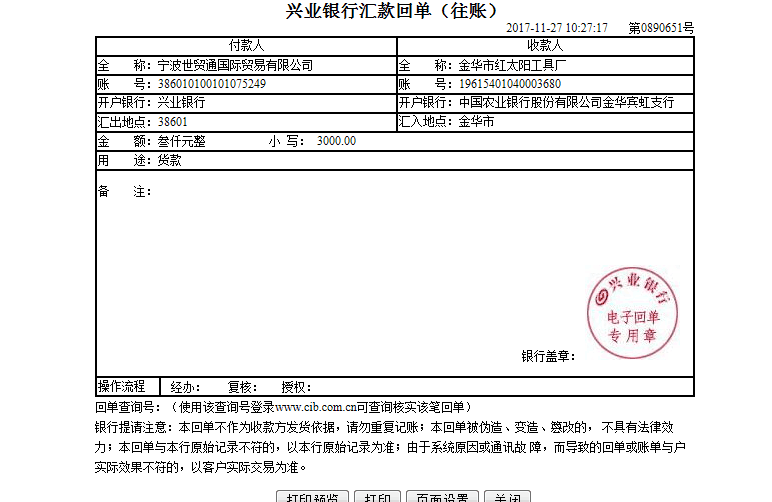 兴业银行汇款回单（往账）
2017-11-27 10:27:17 第0890651号
付款人 收款人
全 称：宁波世贸通国际贸易有限公司 全 称：金华市红太阳工具厂
账 号：386010100101075249 账 号：19615401040003680
开户银行：兴业银行 开户银行：中国农业银行股份有限公司金华宾虹支行
汇出地点：38601 汇入地点：金华市
金 额：叁仟元整 小 写： 3000.00
用 途：货款
备 注：
兴业银行
电子回单
专用章
银行盖章：
操作流程 经办： 复核： 授权：
回单查询号：（使用该查询号登录www.cib.com.cn可查询核实该笔回单）
银行提请注意：本回单不作为收款方发货依据，请勿重复记账；本回单被伪造、变造、篡改的， 不具有法律效
力；本回单与本行原始记录不符的，以本行原始记录为准；由于系统原因或通讯故 障，而导致的回单或账单与户
实际效果不符的，以客户实际交易为准。
打印预览 打印 页面设置 关闭